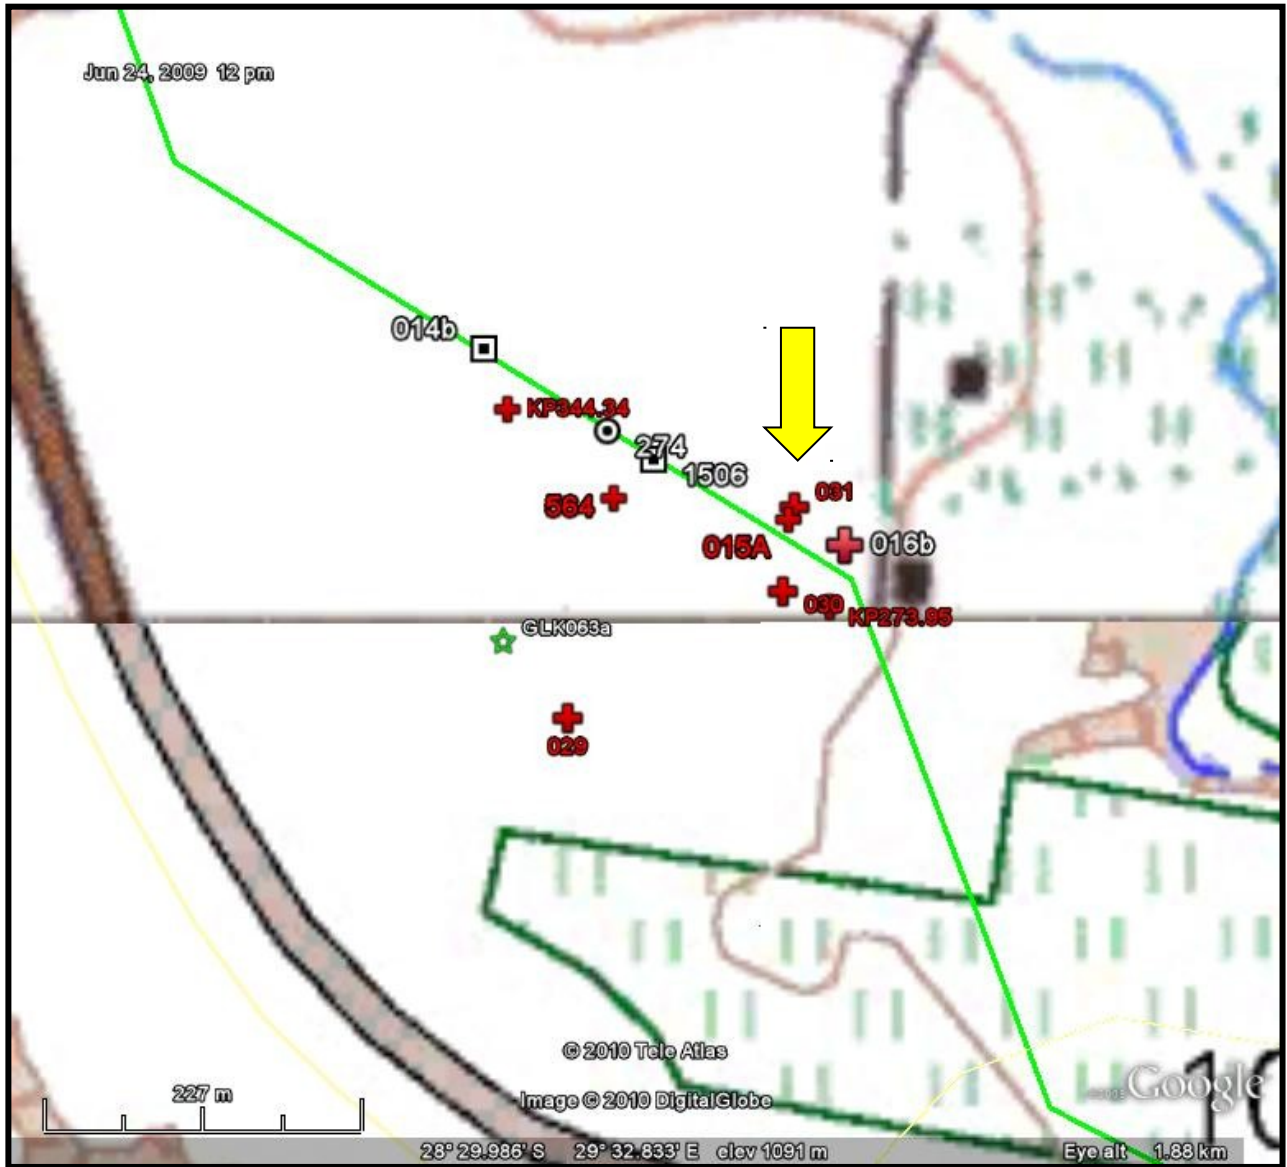 Jun 24, 2009 12 pm
014b
KP344.34
274
1506
564
031
015A
016b
030
KP273.95
GLK063a
029
© 2010 Tele Atlas
Image © 2010 DigitalGlobe
Google
10
227 m
28° 29.986' S 29° 32.833' E elev 1091 m
Eye alt 1.88 km